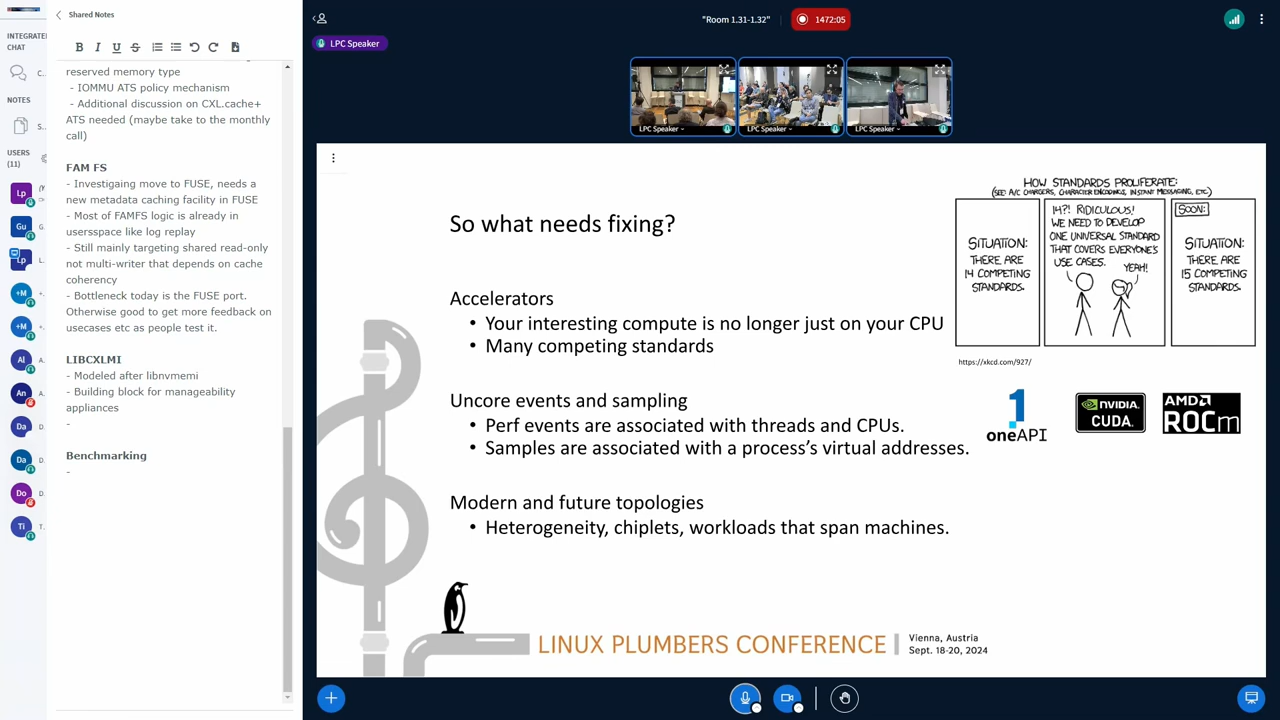 Shared Notes
INTEGRATE
CHAT
C..
NOTES
S..
USERS
(11)
Lp
Gu
G.
Lp
L.
+M
+.
+M
+.
Al
A.
An
A.
Da
D.
Da
D.
Do
D.
Ti
T.
reserved memory type
- IOMMU ATS policy mechanism
- Additional discussion on CXL.cache+
ATS needed (maybe take to the monthly
call)
FAM FS
- Investigaing move to FUSE, needs a
new metadata caching facility in FUSE
- Most of FAMFS logic is already in
usersspace like log replay
- Still mainly targeting shared read-only
not multi-writer that depends on cache
coherency
- Bottleneck today is the FUSE port.
Otherwise good to get more feedback on
usecases etc as people test it.
LIBCXLMI
- Modeled after libnvmemi
- Building block for manageability
appliances
-
Benchmarking
-
"Room 1.31-1.32"
1472:05
LPC Speaker
LPC Speaker
LPC Speaker
LPC Speaker
So what needs fixing?
Accelerators
• Your interesting compute is no longer just on your CPU
• Many competing standards
Uncore events and sampling
• Perf events are associated with threads and CPUs.
• Samples are associated with a process's virtual addresses.
Modern and future topologies
• Heterogeneity, chiplets, workloads that span machines.
HOW STANDARDS PROLIFERATE:
(SEE: A/C CHARGERS, CHARACTER ENCODINGS, INSTANT MESSAGING, ETC.)
SITUATION:
THERE ARE
14 COMPETING
STANDARDS.
14?! RIDICULOUS!
WE NEED TO DEVELOP
ONE UNIVERSAL STANDARD
THAT COVERS EVERYONE'S
USE CASES.
YEAH!
SOON:
SITUATION:
THERE ARE
15 COMPETING
STANDARDS.
https://xkcd.com/927/
1
oneAPI
NVIDIA.
CUDA.
AMD
ROCm
LINUX PLUMBERS CONFERENCE
Vienna, Austria
Sept. 18-20, 2024